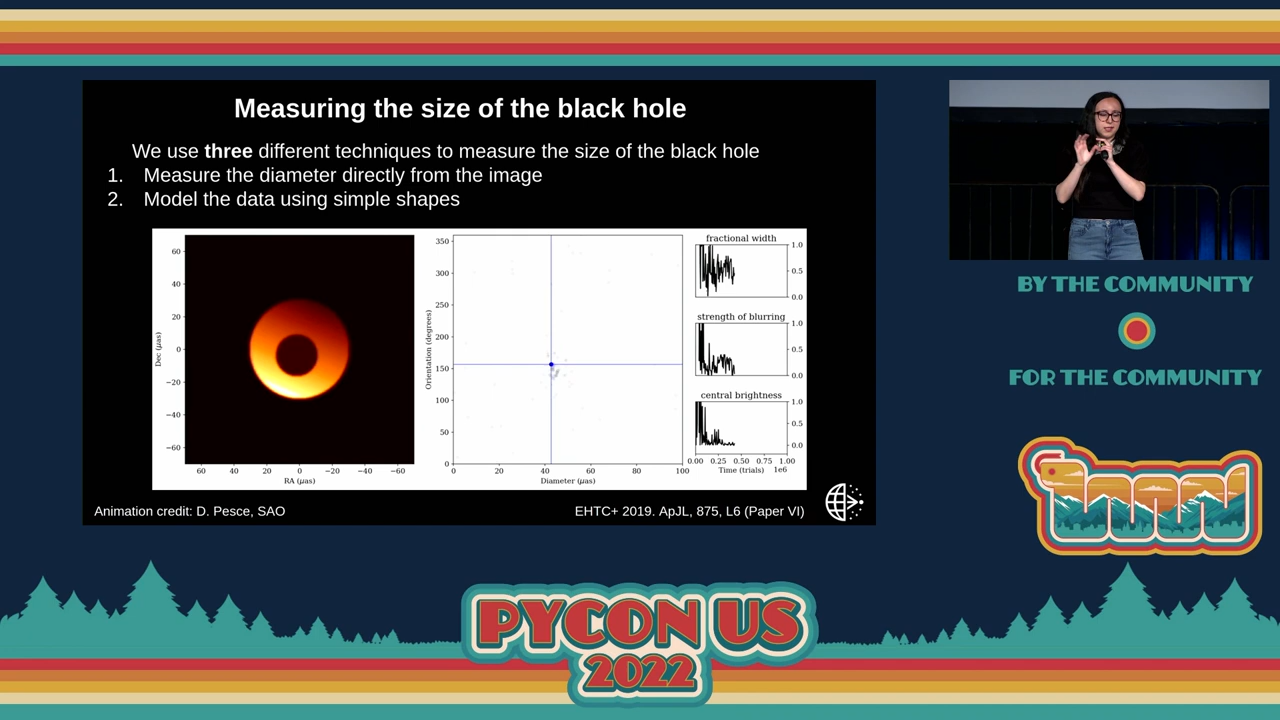 Measuring the size of the black hole
We use three different techniques to measure the size of the black hole
1. Measure the diameter directly from the image
2. Model the data using simple shapes
60
40
20
0
−20
−40
−60
Dec (μas)
60 40 20 0 −20 −40 −60
RA (μas)
350
300
250
200
150
100
50
0
Orientation (degrees)
0 20 40 60 80 100
Diameter (μas)
fractional width
1.0
0.5
0.0
strength of blurring
1.0
0.5
0.0
central brightness
1.0
0.5
0.0
0.00 0.25 0.50 0.75 1.00
Time (trials) 1e6
Animation credit: D. Pesce, SAO
EHTC+ 2019. ApJL, 875, L6 (Paper VI)
BY THE COMMUNITY
FOR THE COMMUNITY
PYCON US
2022